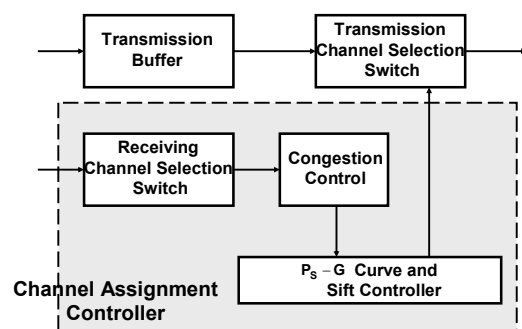 Transmission
Buffer
Transmission
Channel Selection
Switch
Receiving
Channel Selection
Switch
Congestion
Control
P_S – G Curve and
Sift Controller
Channel Assignment
Controller